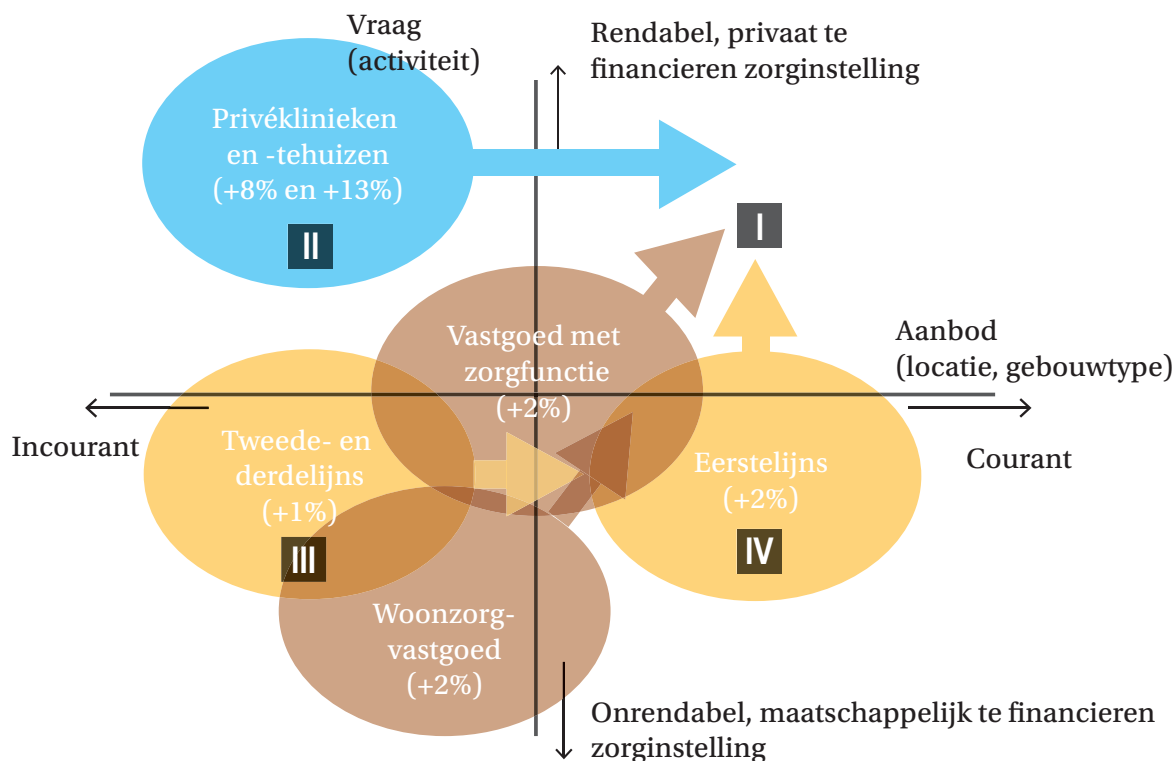 Vraag
(activiteit)
Rendabel, privaat te
financieren zorginstelling
Privéklinieken
en -tehuizen
(+8% en +13%)
II
I
Vastgoed met
zorgfunctie
(+2%)
Aanbod
(locatie, gebouwtype)
Incourant
Courant
Tweede- en
derdelijns
(+1%)
III
Eerstelijns
(+2%)
IV
Woonzorg-
vastgoed
(+2%)
Onrendabel, maatschappelijk te financieren
zorginstelling